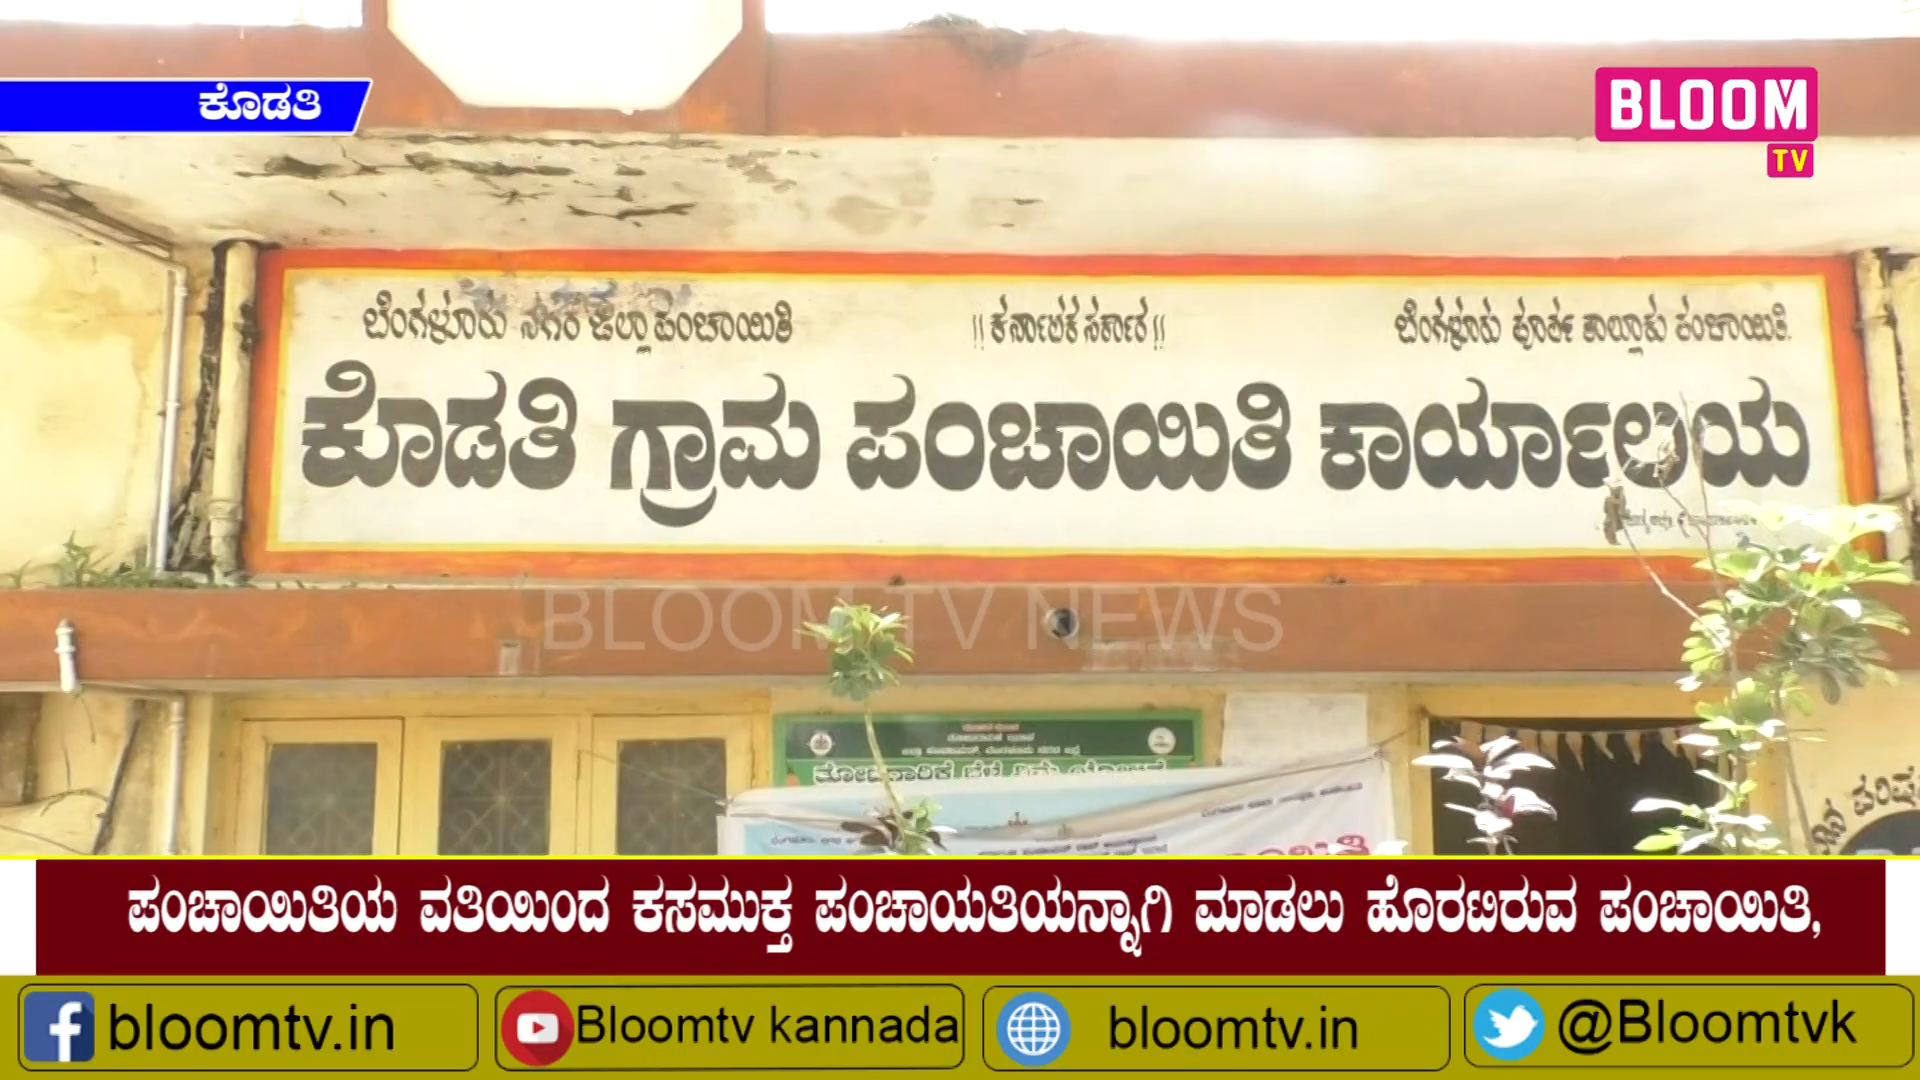 ಕೊಡತಿ
BLOOM
TV
ಬೆಂಗಳೂರು ನಗರ ಜಿಲ್ಲಾ ಪಂಚಾಯಿತಿ
|| ಕರ್ನಾಟಕ ಸರ್ಕಾರ ||
ಬೆಂಗಳೂರು ಪೂರ್ವ ತಾಲ್ಲೂಕು ಪಂಚಾಯಿತಿ.
ಕೊಡತಿ ಗ್ರಾಮ ಪಂಚಾಯಿತಿ ಕಾರ್ಯಾಲಯ
BLOOM TV NEWS
ಪಂಚಾಯಿತಿಯ ವತಿಯಿಂದ ಕಸಮುಕ್ತ ಪಂಚಾಯತಿಯನ್ನಾಗಿ ಮಾಡಲು ಹೊರಟಿರುವ ಪಂಚಾಯಿತಿ,
bloomtv.in
Bloomtv kannada
bloomtv.in
@Bloomtvk